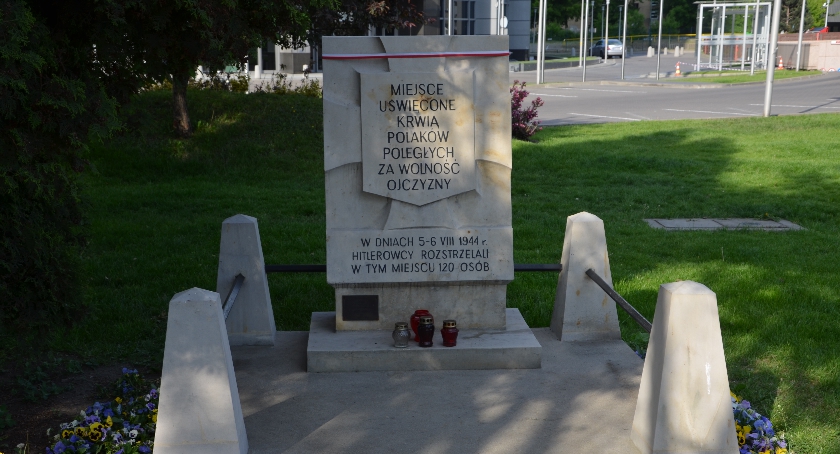 MIEJSCE
UŚWIĘCONE
KRWIĄ
POLAKÓW
POLEGŁYCH
ZA WOLNOŚĆ
OJCZYZNY
W DNIACH 5-6 VIII 1944 r.
HITLEROWCY ROZSTRZELALI
W TYM MIEJSCU 120 OSÓB